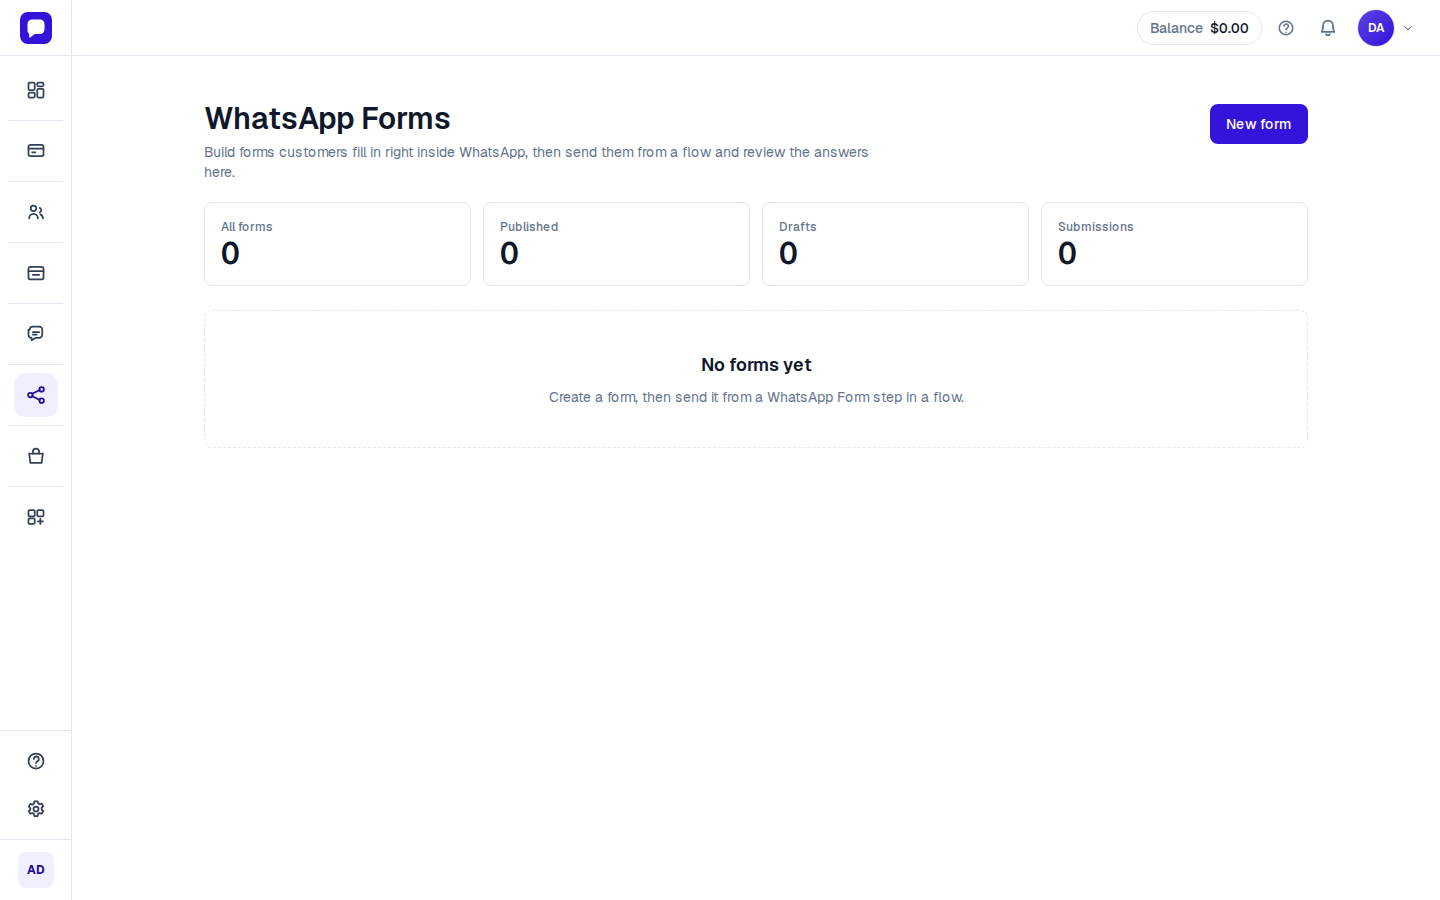 Balance $0.00
DA
WhatsApp Forms
New form
Build forms customers fill in right inside WhatsApp, then send them from a flow and review the answers
here.
All forms
0
Published
0
Drafts
0
Submissions
0
No forms yet
Create a form, then send it from a WhatsApp Form step in a flow.
AD